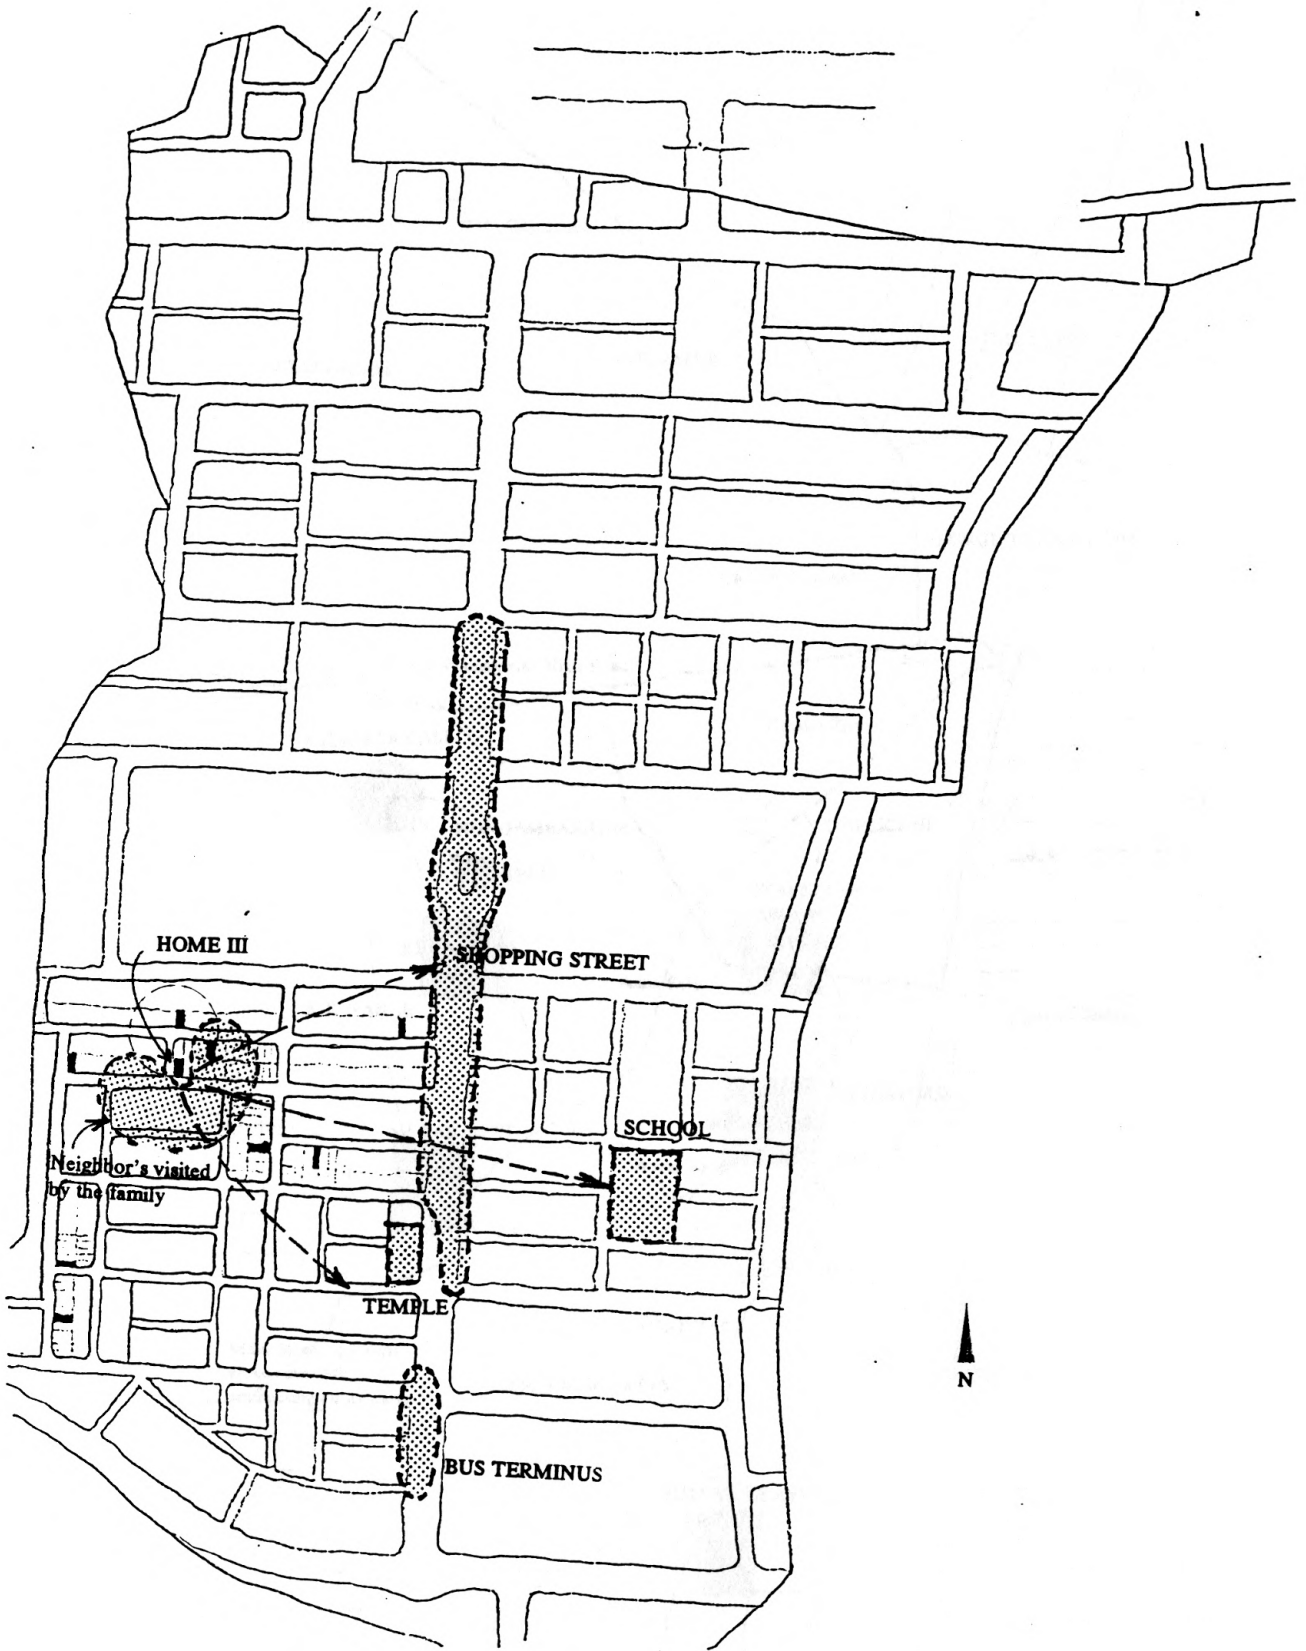 HOME III
SHOPPING STREET
SCHOOL
Neighbor's visited
by the family
TEMPLE
N
BUS TERMINUS